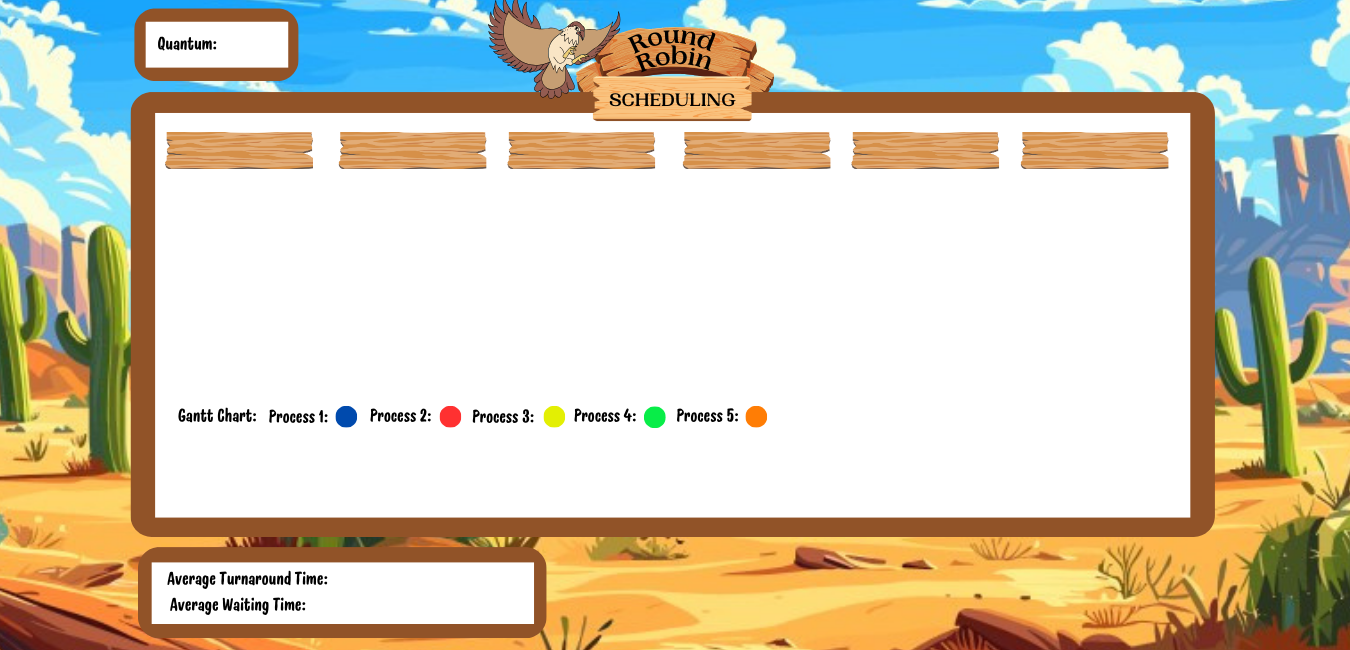 Quantum:
Round
Robin
SCHEDULING
Gantt Chart: Process 1: Process 2: Process 3: Process 4: Process 5:
Average Turnaround Time:
Average Waiting Time: